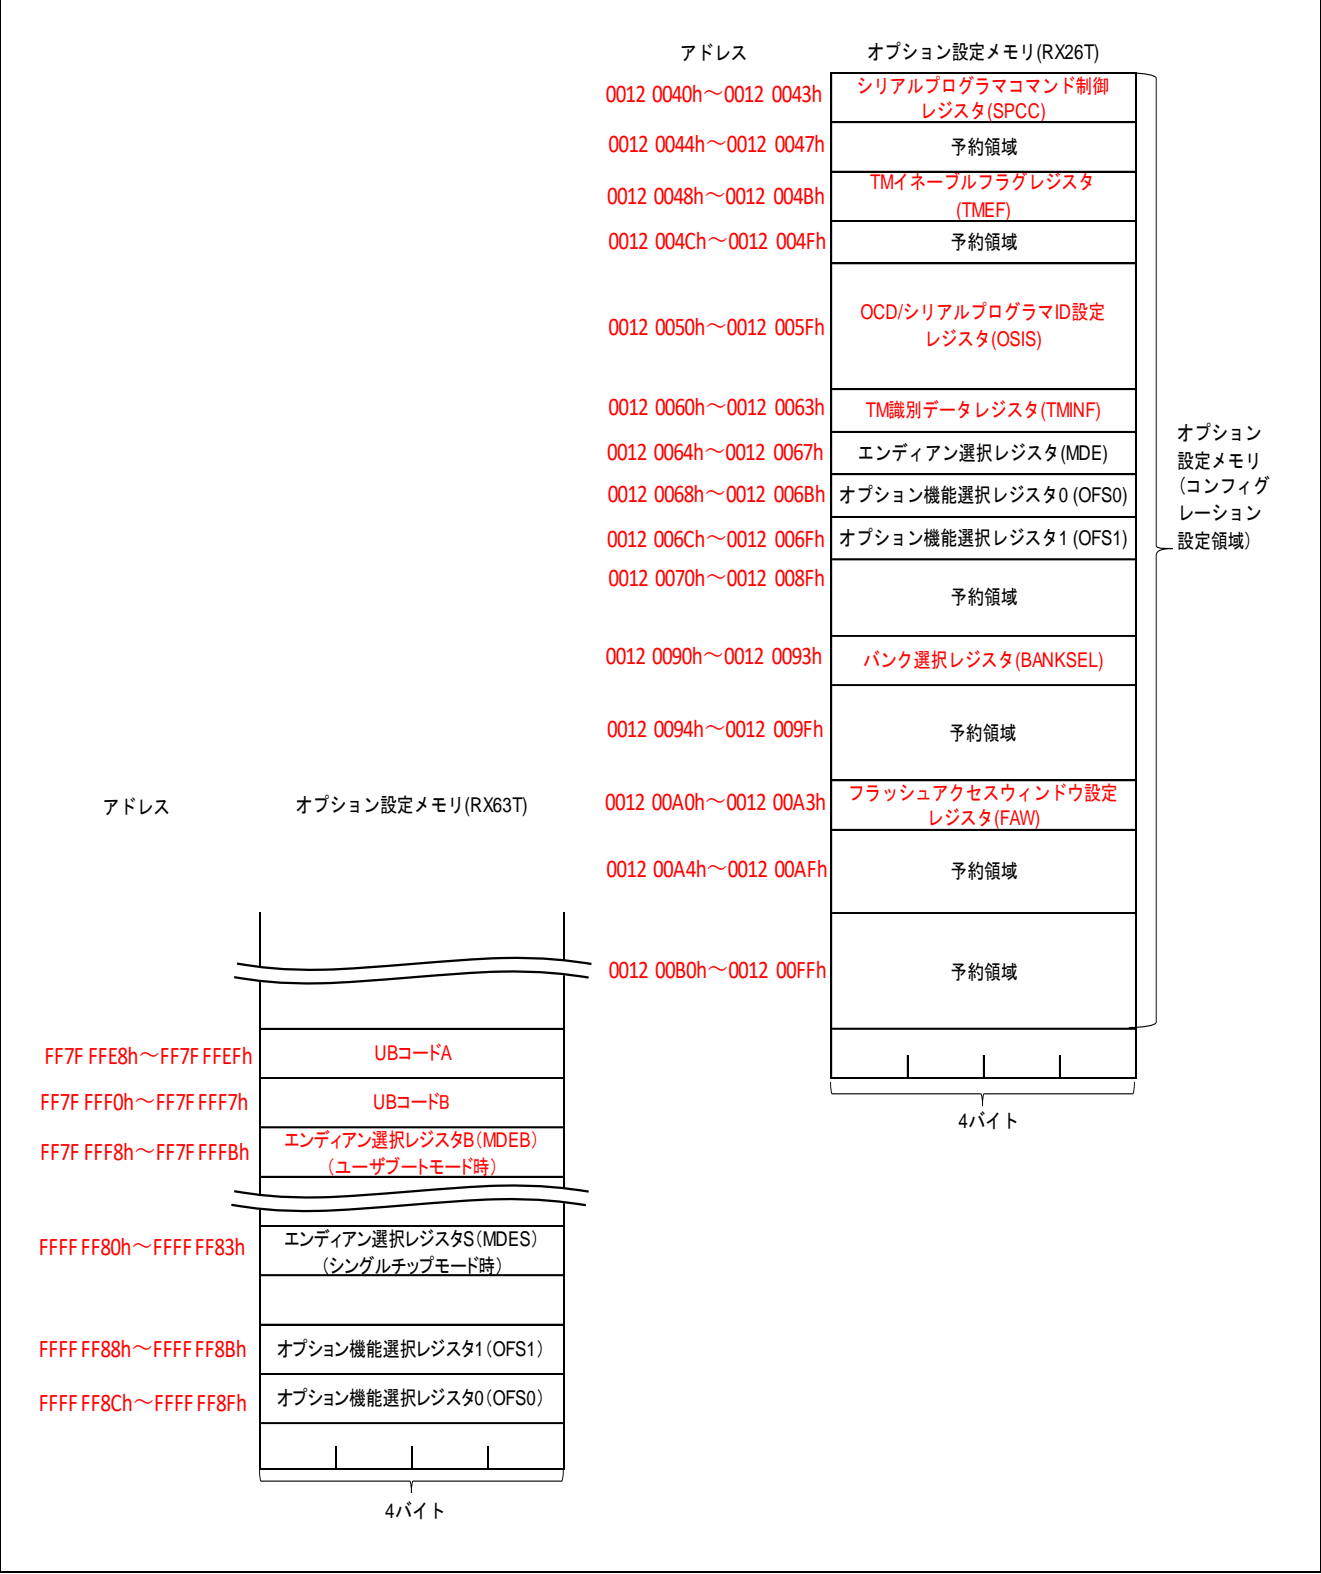 アドレス
オプション設定メモリ(RX26T)
0012 0040h～0012 0043h
シリアルプログラマコマンド制御
レジスタ(SPCC)
0012 0044h～0012 0047h
予約領域
0012 0048h～0012 004Bh
TMイネーブルフラグレジスタ
(TMEF)
0012 004Ch～0012 004Fh
予約領域
0012 0050h～0012 005Fh
OCD/シリアルプログラマID設定
レジスタ(OSIS)
0012 0060h～0012 0063h
TM識別データレジスタ(TMINF)
0012 0064h～0012 0067h
エンディアン選択レジスタ(MDE)
0012 0068h～0012 006Bh
オプション機能選択レジスタ0 (OFS0)
0012 006Ch～0012 006Fh
オプション機能選択レジスタ1 (OFS1)
0012 0070h～0012 008Fh
予約領域
0012 0090h～0012 0093h
バンク選択レジスタ(BANKSEL)
0012 0094h～0012 009Fh
予約領域
0012 00A0h～0012 00A3h
フラッシュアクセスウィンドウ設定
レジスタ(FAW)
0012 00A4h～0012 00AFh
予約領域
0012 00B0h～0012 00FFh
予約領域
4バイト
オプション
設定メモリ
(コンフィグ
レーション
設定領域)
アドレス
オプション設定メモリ(RX63T)
FF7F FFE8h～FF7F FFEFh
UBコードA
FF7F FFF0h～FF7F FFF7h
UBコードB
FF7F FFF8h～FF7F FFFBh
エンディアン選択レジスタB(MDEB)
(ユーザブートモード時)
FFFF FF80h～FFFF FF83h
エンディアン選択レジスタS(MDES)
(シングルチップモード時)
FFFF FF88h～FFFF FF8Bh
オプション機能選択レジスタ1(OFS1)
FFFF FF8Ch～FFFF FF8Fh
オプション機能選択レジスタ0(OFS0)
4バイト